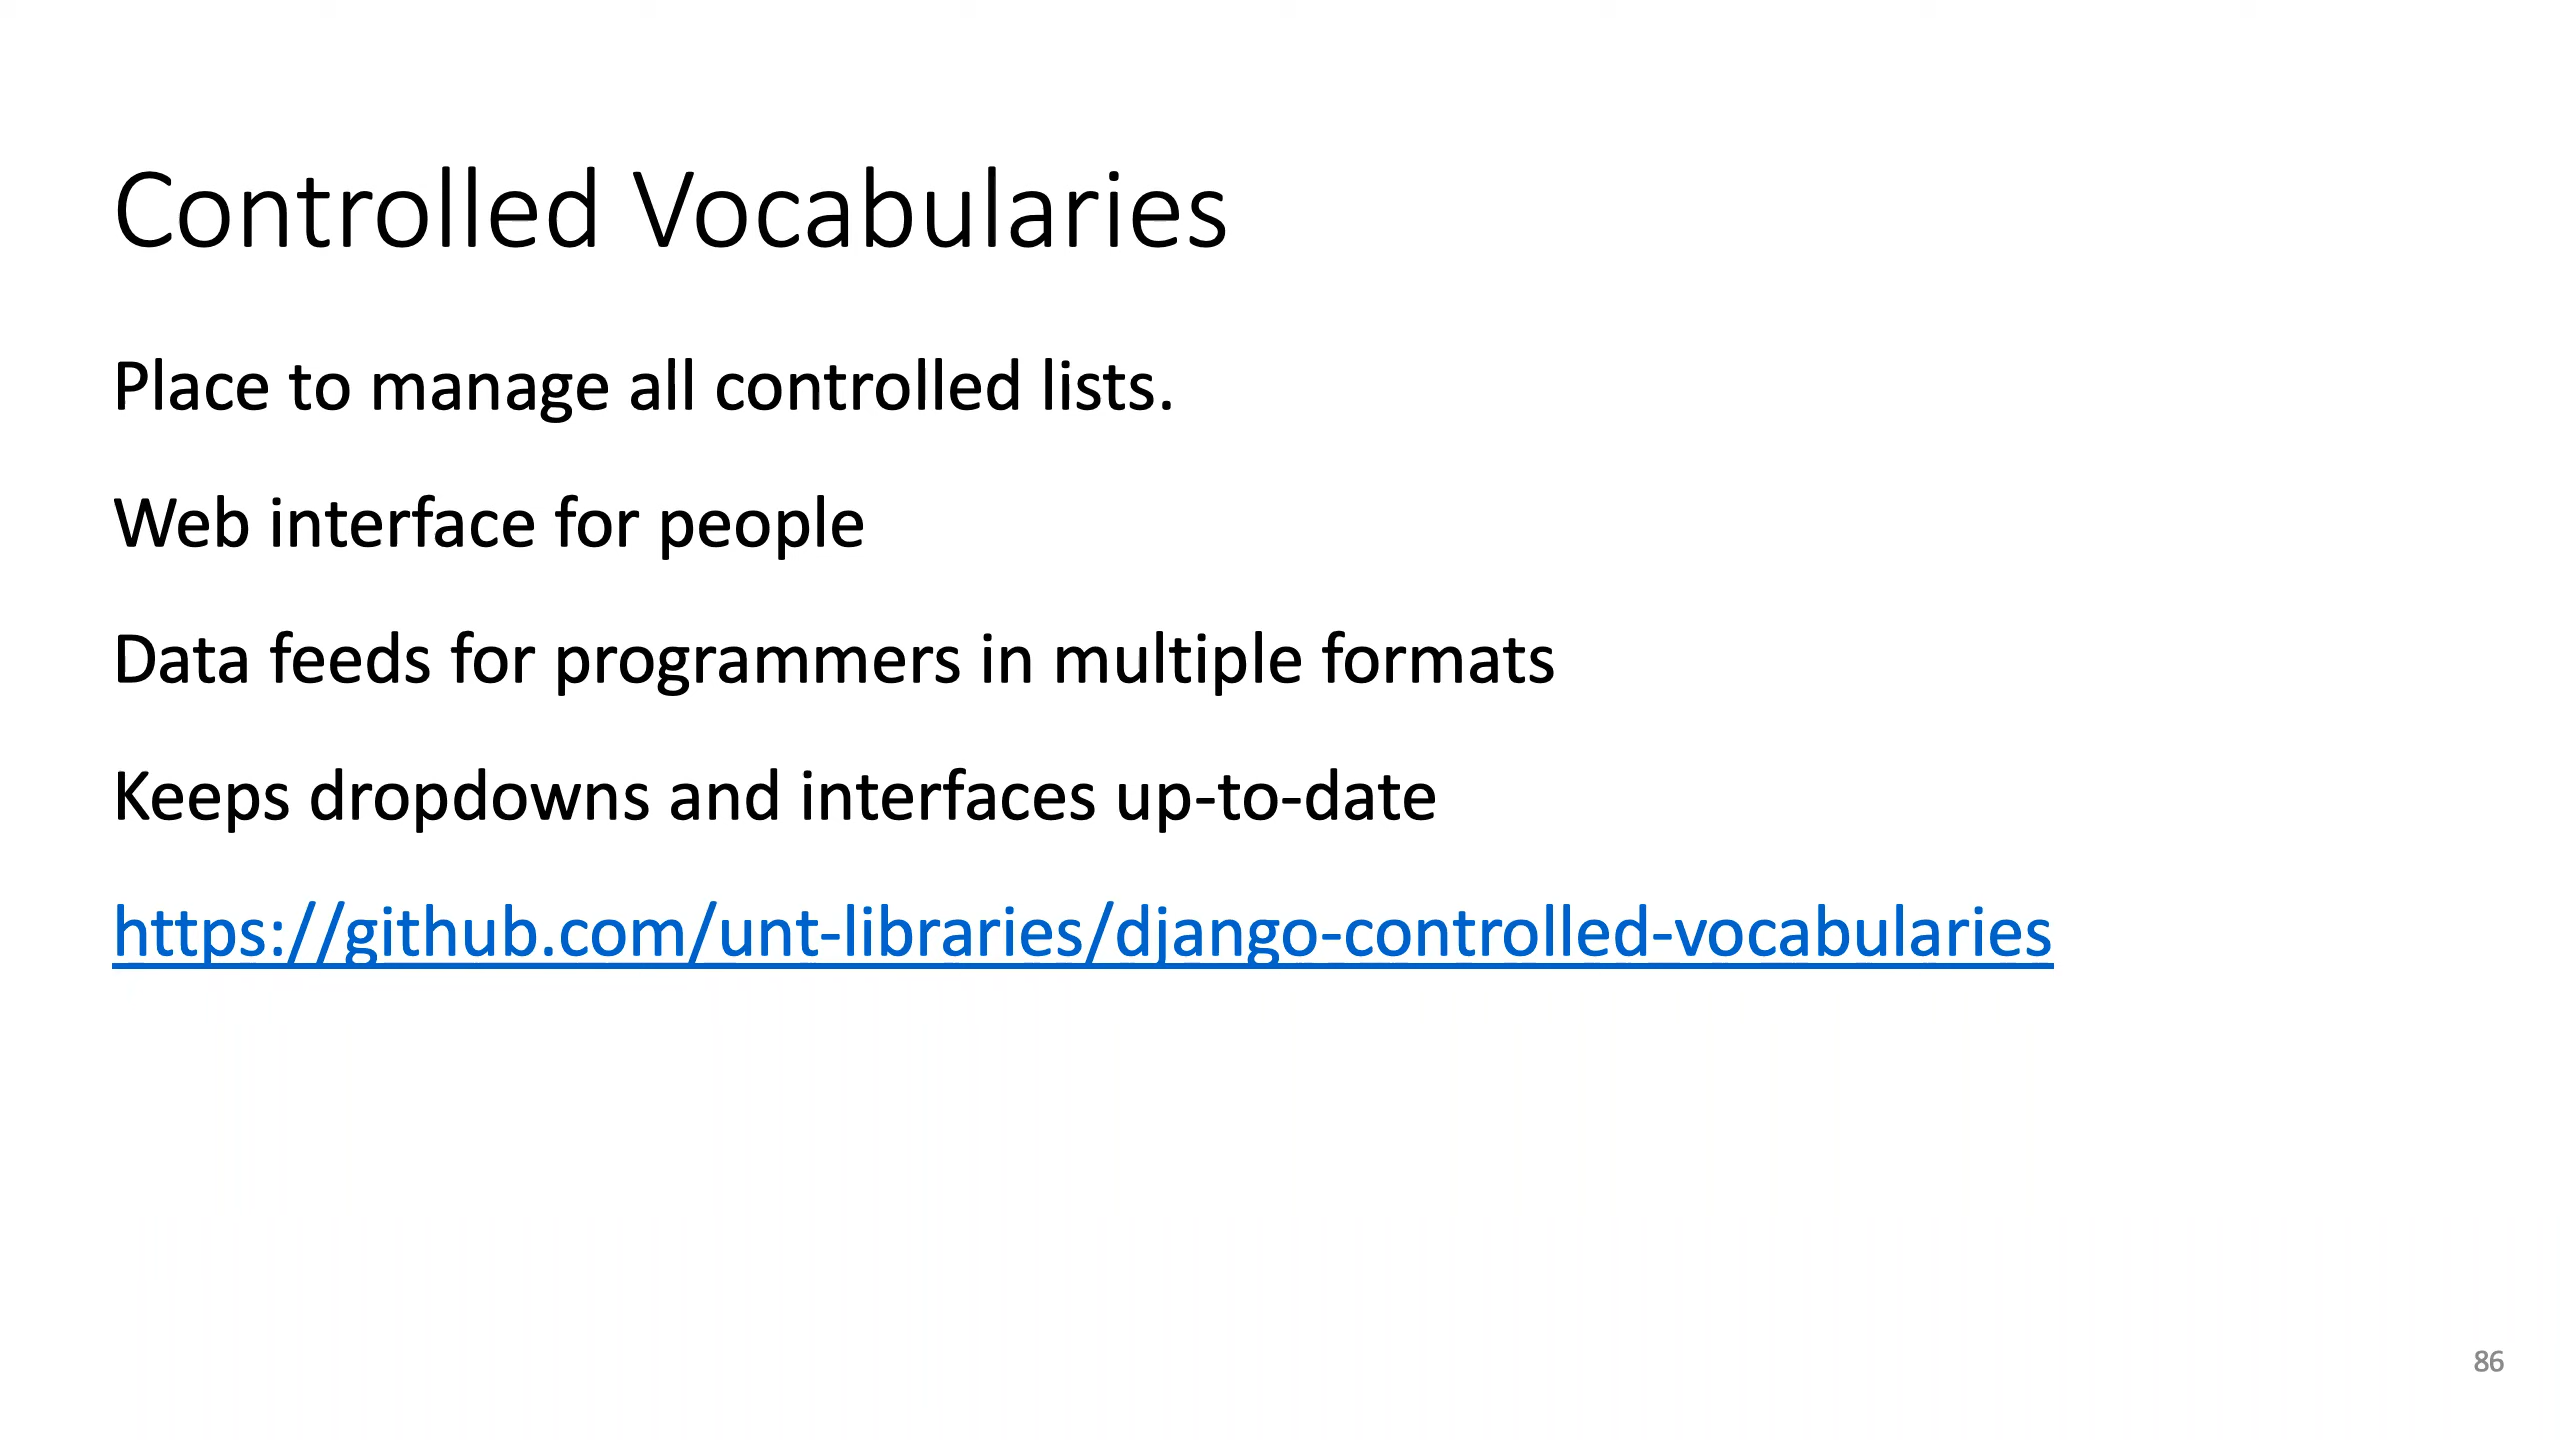 Controlled Vocabularies
Place to manage all controlled lists.
Web interface for people
Data feeds for programmers in multiple formats
Keeps dropdowns and interfaces up-to-date
https://github.com/unt-libraries/django-controlled-vocabularies
86